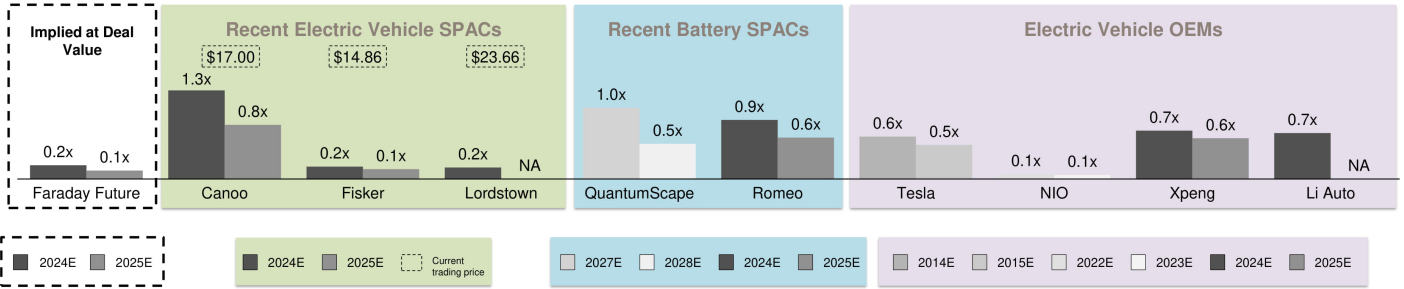 Implied at Deal
Value
Recent Electric Vehicle SPACs
Recent Battery SPACs
Electric Vehicle OEMs
$17.00
$14.86
$23.66
1.3x
0.8x
0.2x
0.1x
0.2x
0.1x
0.2x
NA
1.0x
0.5x
0.9x
0.6x
0.6x
0.5x
0.1x
0.1x
0.7x
0.6x
0.7x
NA
Faraday Future
Canoo
Fisker
Lordstown
QuantumScape
Romeo
Tesla
NIO
Xpeng
Li Auto
2024E
2025E
2024E
2025E
Current
trading price
2027E
2028E
2024E
2025E
2014E
2015E
2022E
2023E
2024E
2025E